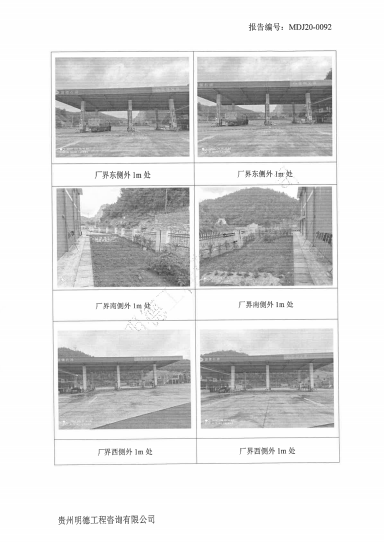 报告编号：MDJ20-0092
厂界东侧外 1m 处
厂界东侧外 1m 处
厂界南侧外 1m 处
厂界南侧外 1m 处
厂界西侧外 1m 处
厂界西侧外 1m 处
贵州明德工程咨询有限公司